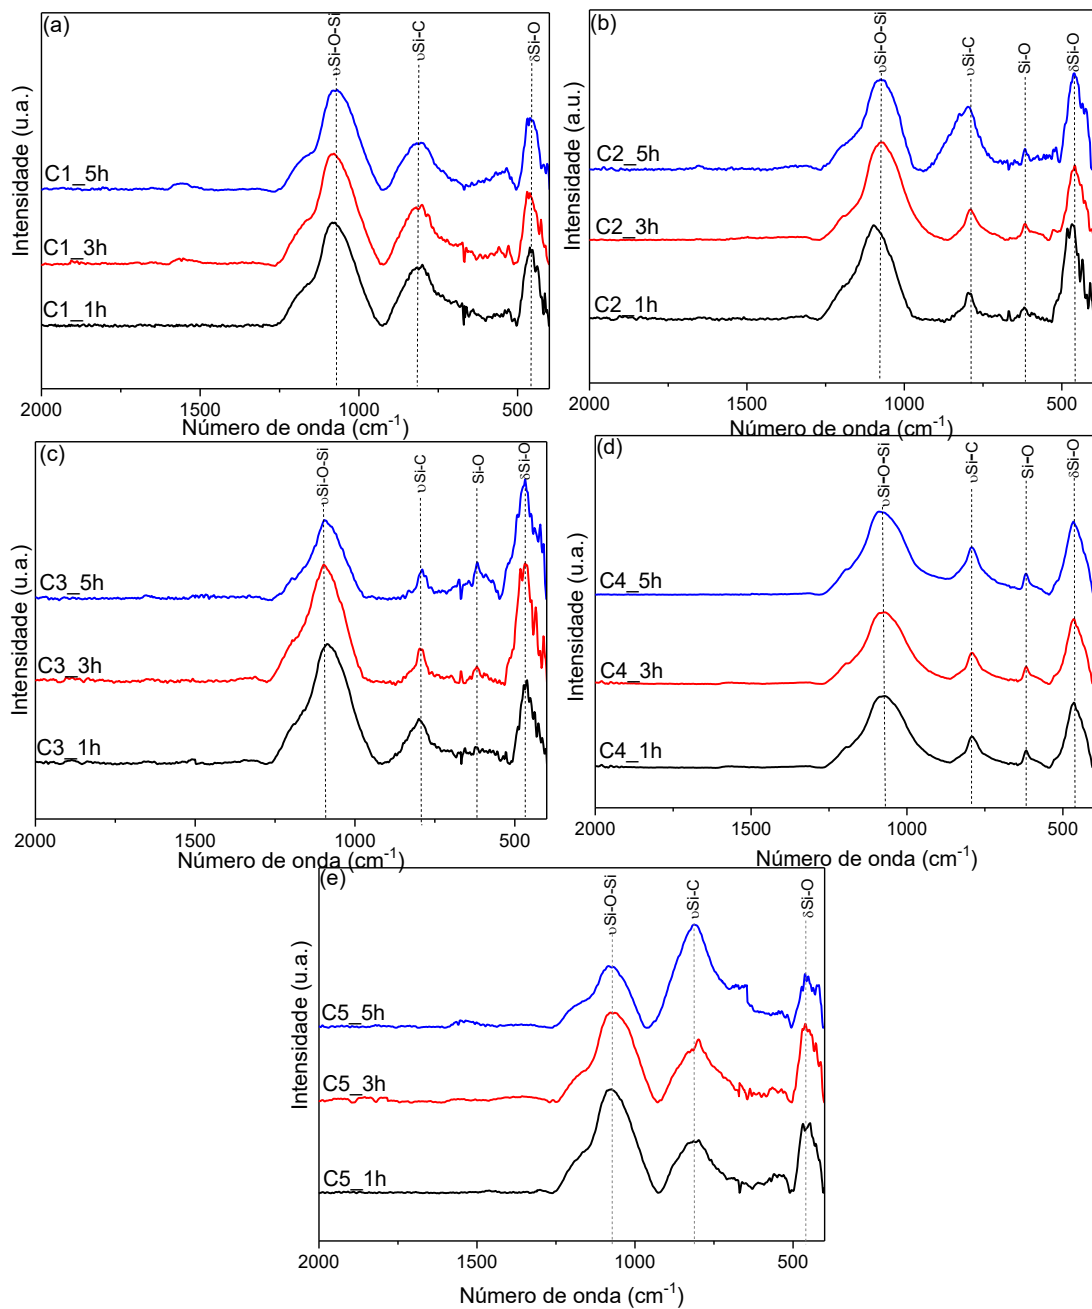 (a)
υSi-O-Si
υSi-C
δSi-O
Intensidade (u.a.)
C1_5h
C1_3h
C1_1h
2000
1500
1000
500
Número de onda (cm⁻¹)
(b)
υSi-O-Si
υSi-C
Si-O
δSi-O
Intensidade (a.u.)
C2_5h
C2_3h
C2_1h
2000
1500
1000
500
Número de onda (cm⁻¹)
(c)
υSi-O-Si
υSi-C
Si-O
δSi-O
Intensidade (u.a.)
C3_5h
C3_3h
C3_1h
2000
1500
1000
500
Número de onda (cm⁻¹)
(d)
υSi-O-Si
υSi-C
Si-O
δSi-O
Intensidade (u.a.)
C4_5h
C4_3h
C4_1h
2000
1500
1000
500
Número de onda (cm⁻¹)
(e)
υSi-O-Si
υSi-C
δSi-O
Intensidade (u.a.)
C5_5h
C5_3h
C5_1h
2000
1500
1000
500
Número de onda (cm⁻¹)